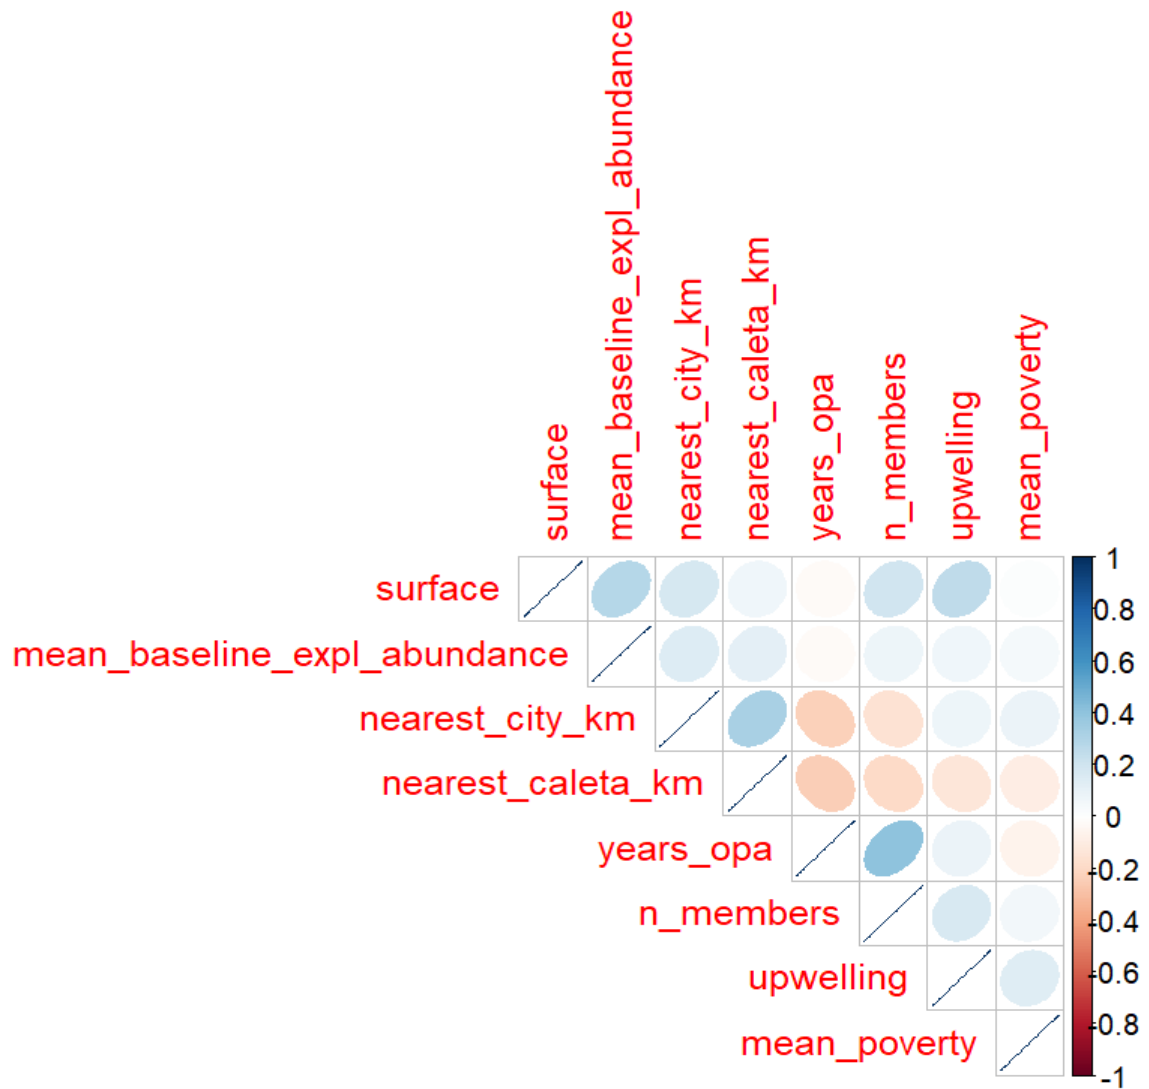 surface
mean_baseline_expl_abundance
nearest_city_km
nearest_caleta_km
years_opa
n_members
upwelling
mean_poverty
surface
mean_baseline_expl_abundance
nearest_city_km
nearest_caleta_km
years_opa
n_members
upwelling
mean_poverty
1
0.8
0.6
0.4
0.2
0
-0.2
-0.4
-0.6
-0.8
-1